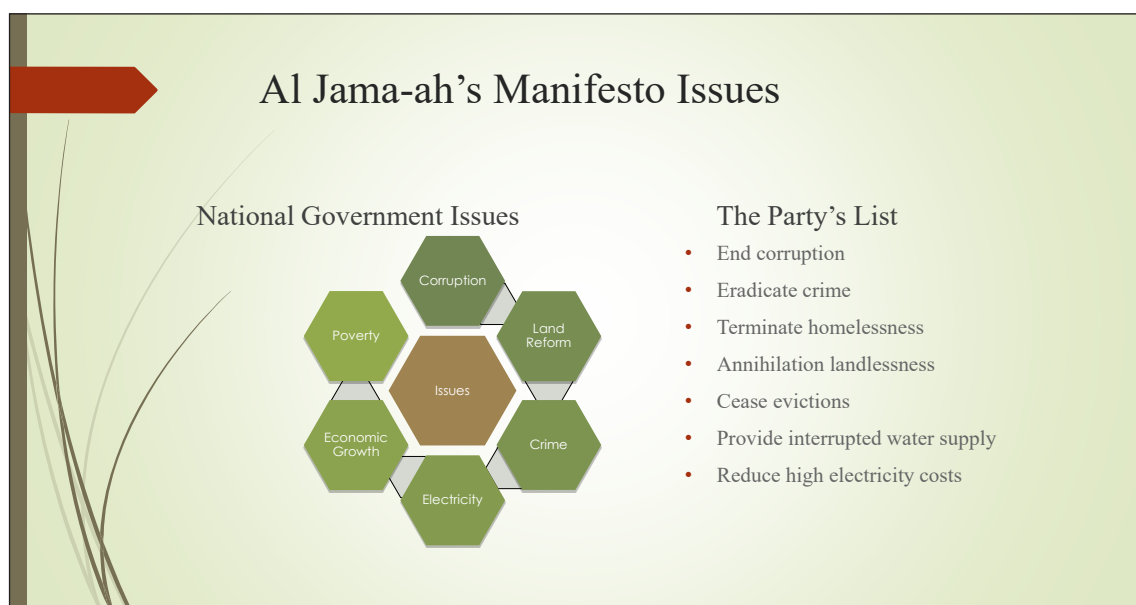 Al Jama-ah’s Manifesto Issues
National Government Issues
Corruption
Land
Reform
Crime
Electricity
Economic
Growth
Poverty
Issues
The Party’s List
• End corruption
• Eradicate crime
• Terminate homelessness
• Annihilation landlessness
• Cease evictions
• Provide interrupted water supply
• Reduce high electricity costs